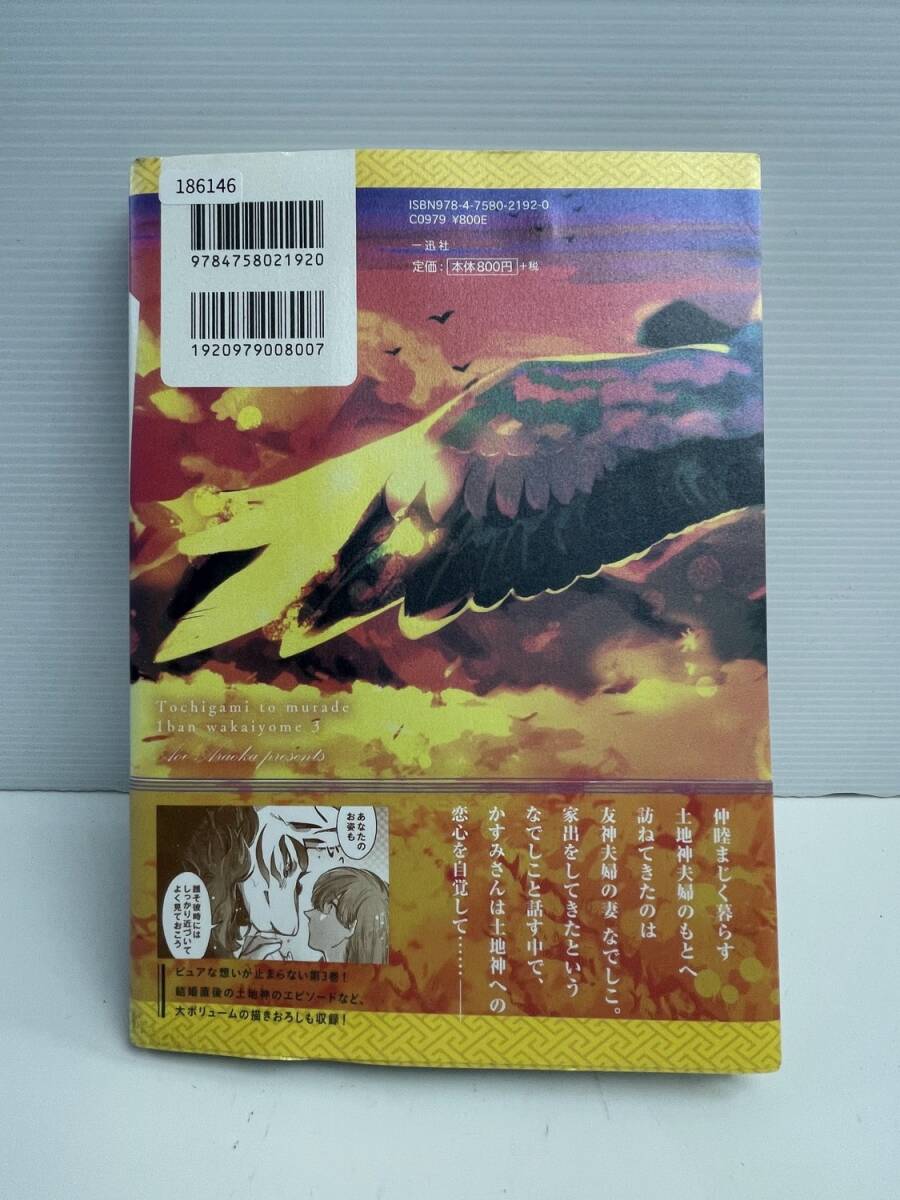 186146
9784758021920
1920979008007
ISBN978-4-7580-2192-0
C0979 ¥800E
一迅社
定価：本体800円+税
Tochigami to murade
1ban wakaiyome 3
Aoi Araoka presents
仲睦まじく暮らす
土地神夫婦のもとへ
訪ねてきたのは
友神夫婦の妻 なでしこ。
家出をしてきたという
なでしこと話す中で、
かすみさんは土地神への
恋心を自覚して……
あなたの
お姿も
誰そ彼時には
しっかり近づいて
よく見ておこう
ピュアな想いが止まらない第3巻！
結婚直後の土地神のエピソードなど、
大ボリュームの描きおろしも収録！